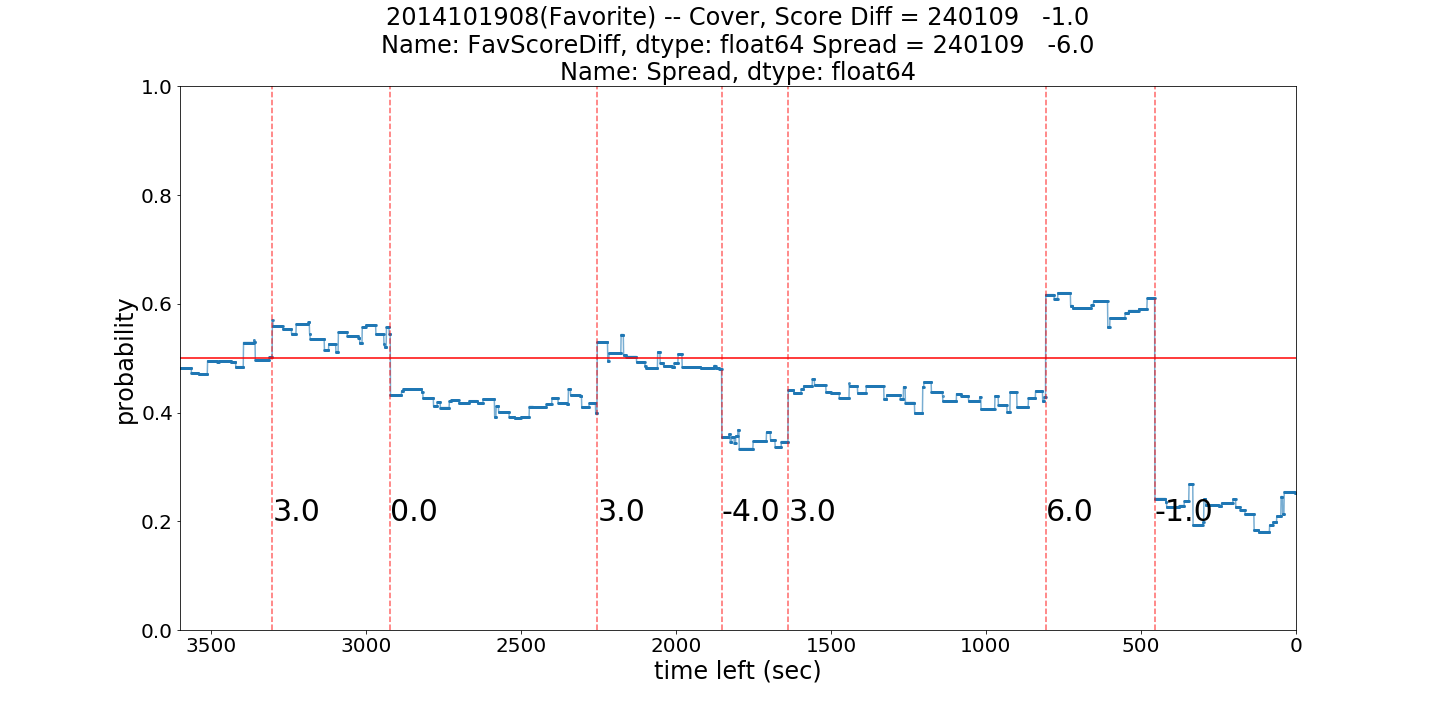 2014101908(Favorite) -- Cover, Score Diff = 240109   -1.0
Name: FavScoreDiff, dtype: float64 Spread = 240109   -6.0
Name: Spread, dtype: float64
1.0
0.8
0.6
0.4
0.2
0.0
probability
3.0
0.0
3.0
-4.0
3.0
6.0
-1.0
3500 3000 2500 2000 1500 1000 500 0
time left (sec)